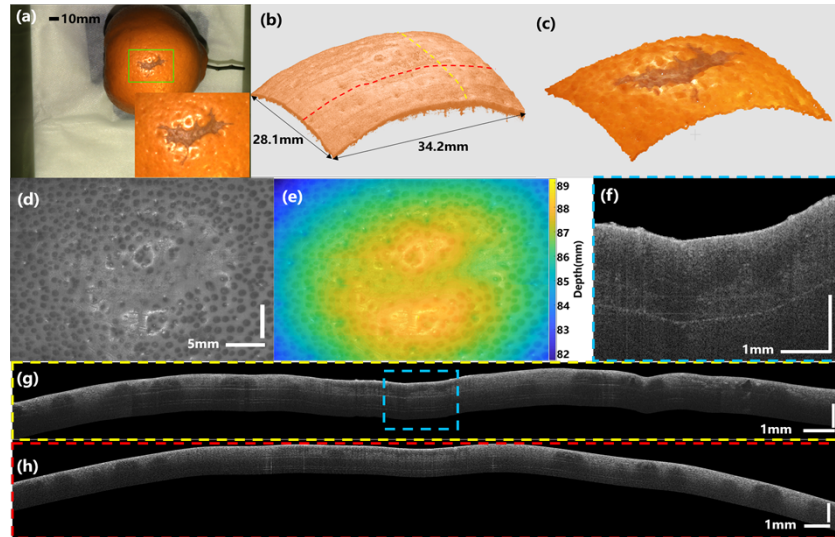 (a)
10mm
(b)
28.1mm
34.2mm
(c)
(d)
5mm
(e)
89
88
87
86
85
84
83
82
Depth(mm)
(f)
1mm
(g)
1mm
(h)
1mm